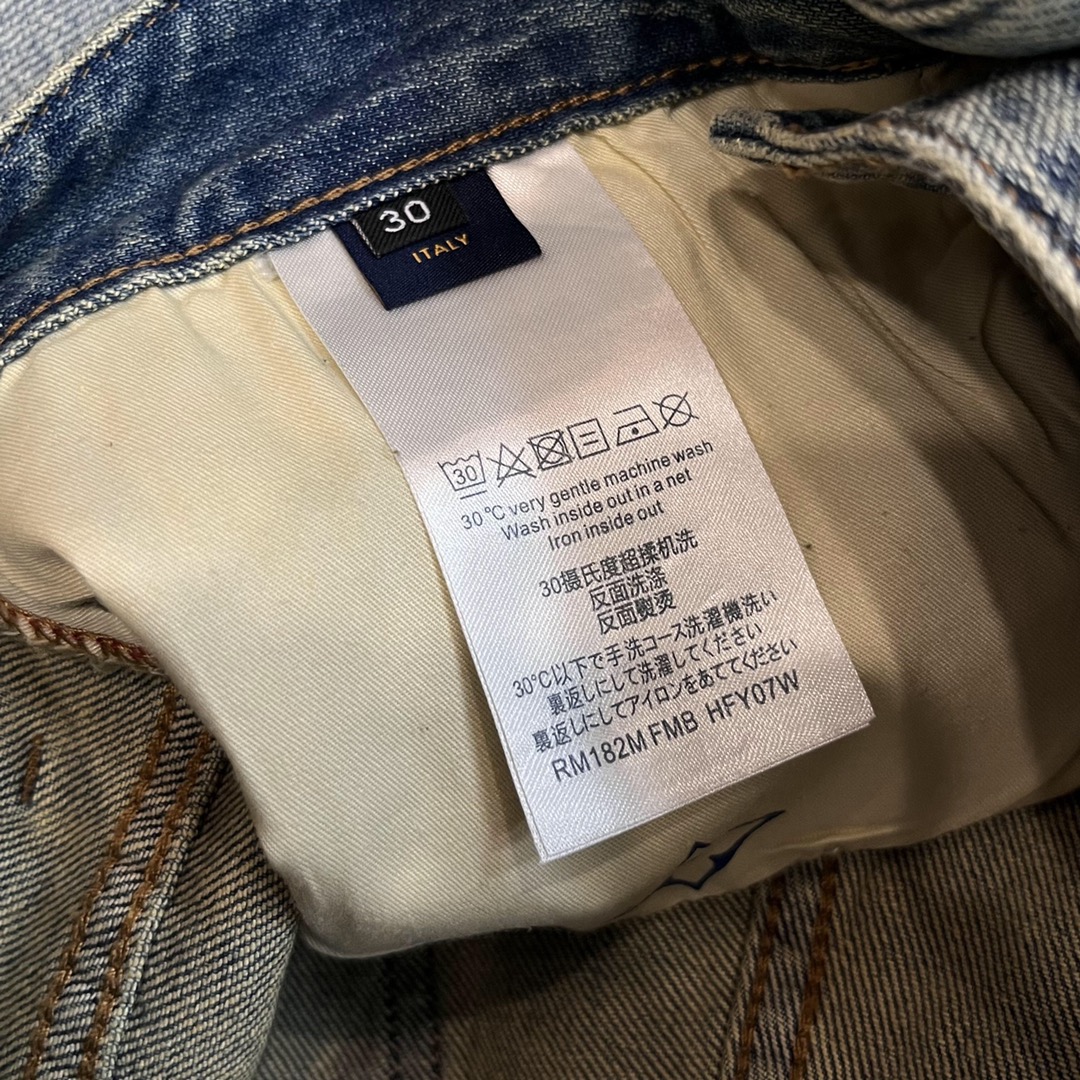 30
ITALY
30
30℃ very gentle machine wash
Wash inside out in a net
Iron inside out
30摄氏度超揉机洗
反面洗涤
反面熨烫
30℃以下で手洗コース洗濯機洗い
裏返しにして洗濯してください
裏返しにしてアイロンをあててください
RM182M FMB HFY07W